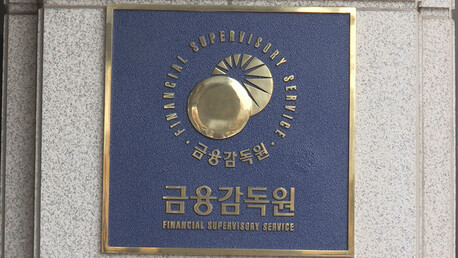 · FINANCIAL SUPERVISORY SERVICE ·
금융감독원
금융감독원
FINANCIAL SUPERVISORY SERVICE